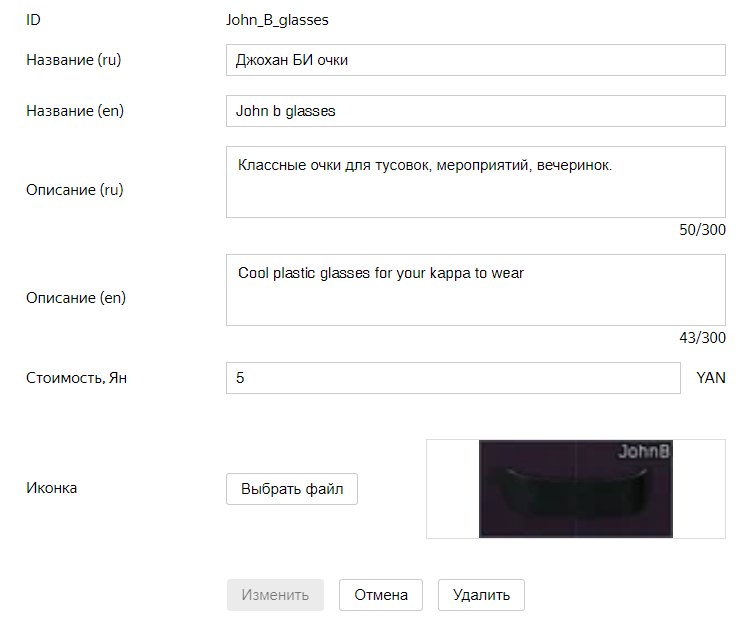 ID John_B_glasses
Название (ru) Джохан БИ очки
Название (en) John b glasses
Описание (ru) Классные очки для тусовок, мероприятий, вечеринок.
50/300
Описание (en) Cool plastic glasses for your kappa to wear
43/300
Стоимость, Ян 5 YAN
JohnB
Иконка Выбрать файл
Изменить Отмена Удалить